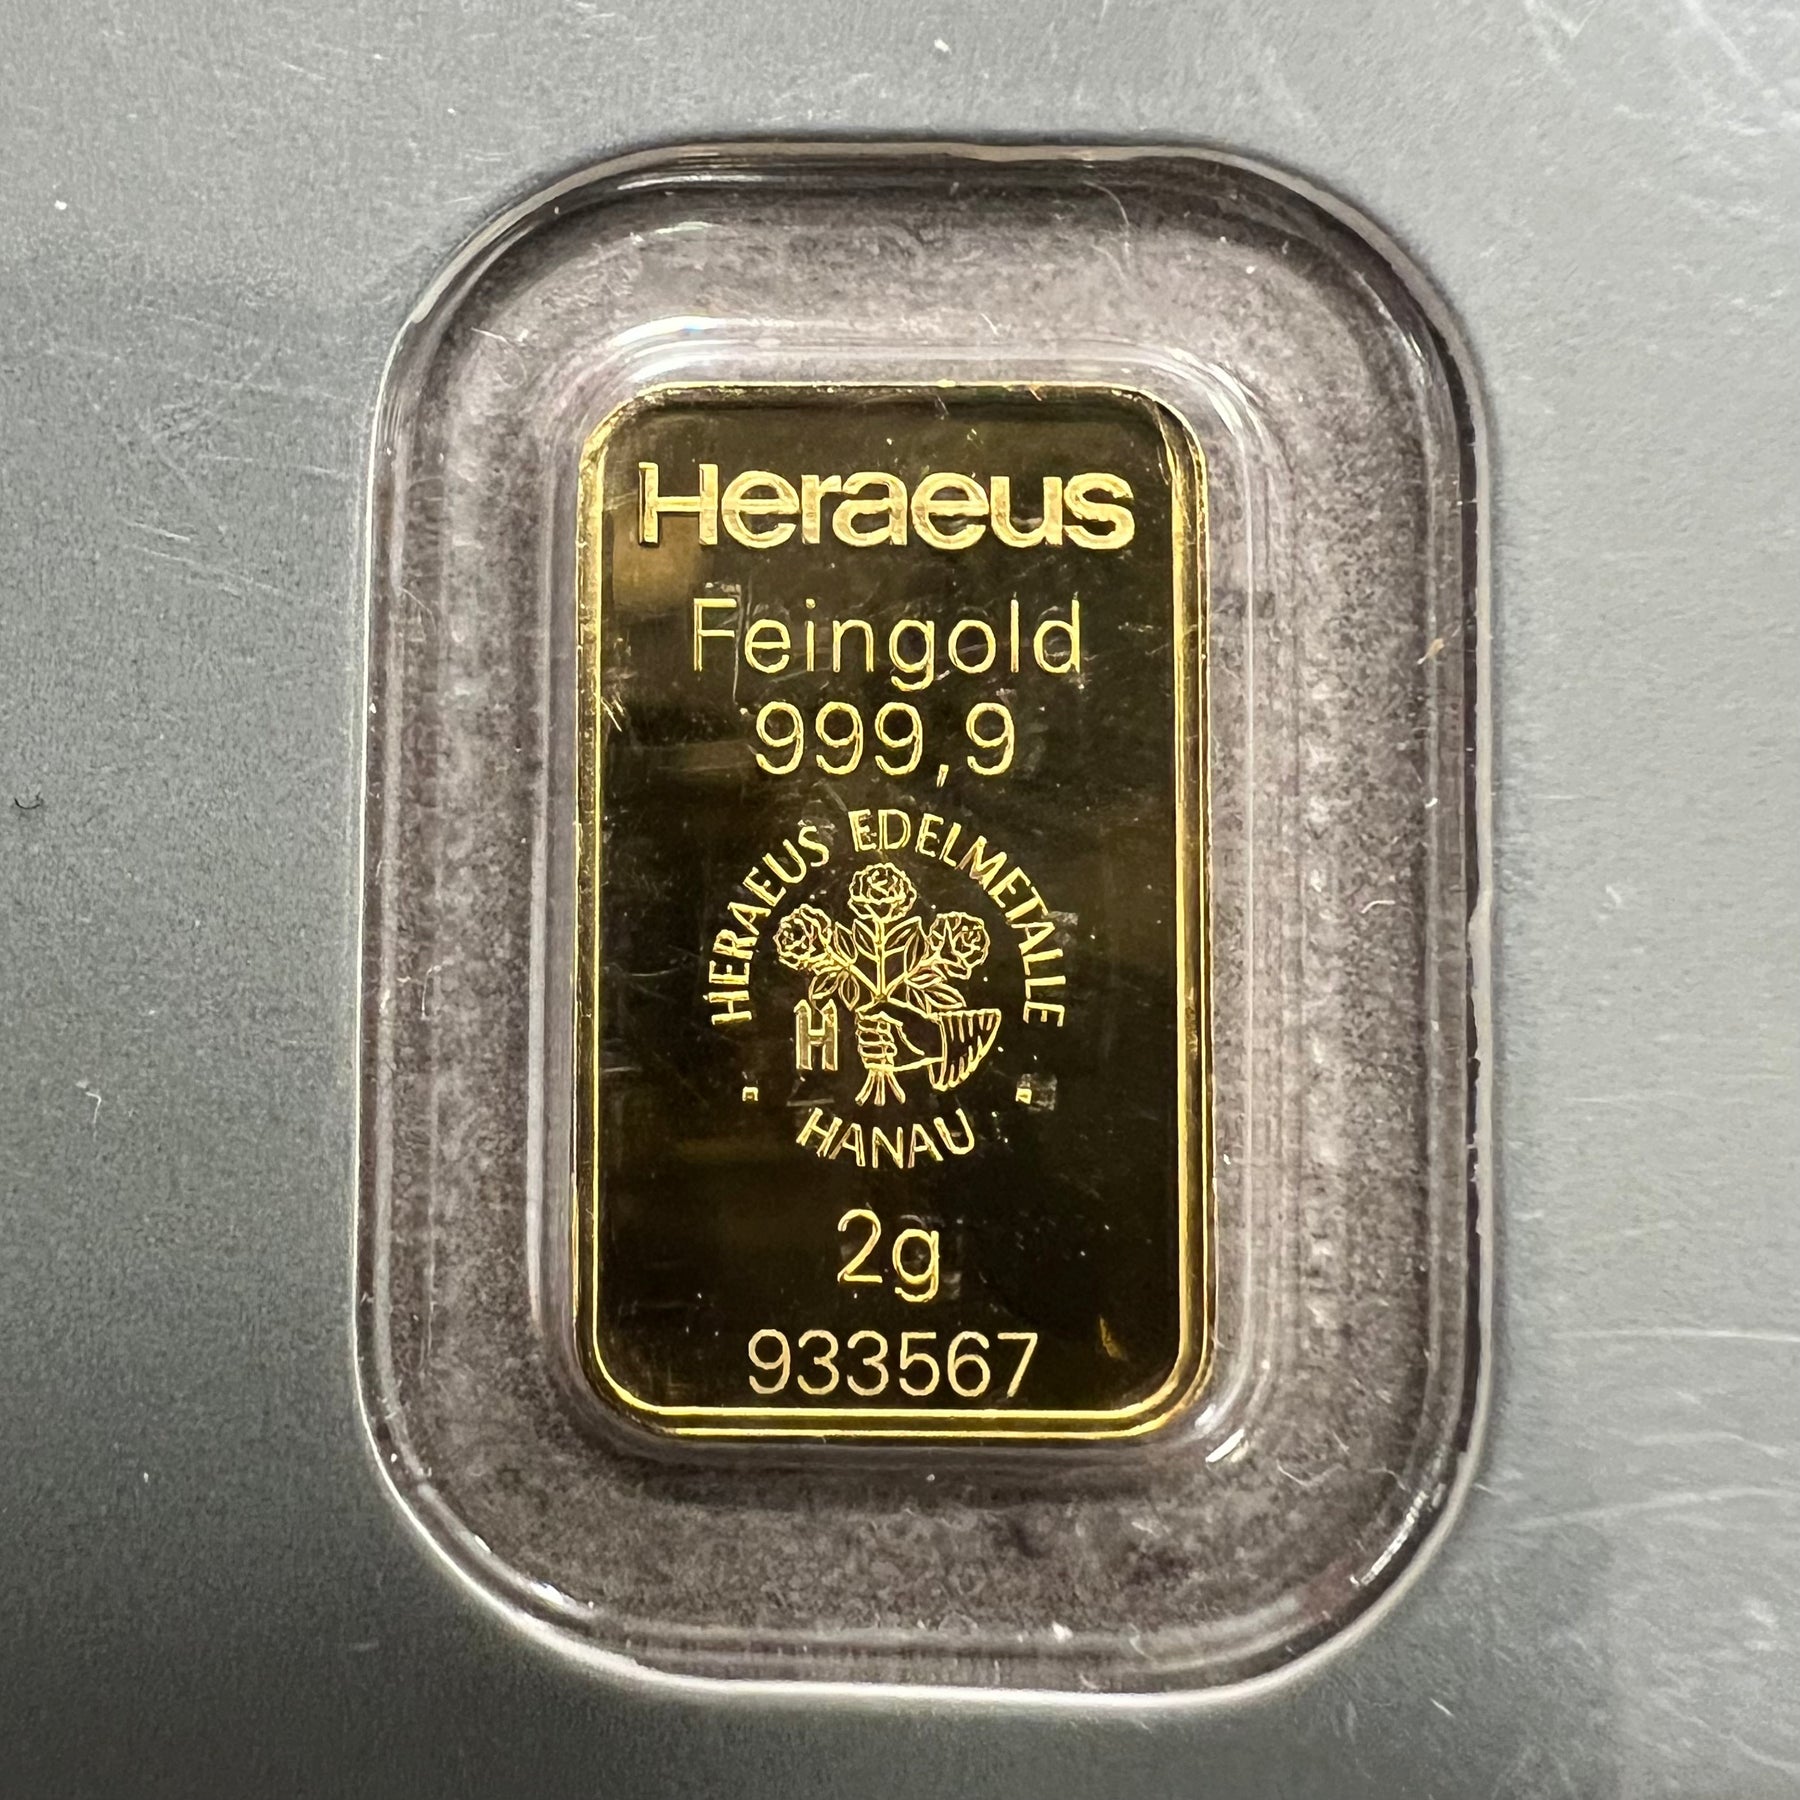 Heraeus
Feingold
999,9
HERAEUS EDELMETALLE
H
· HANAU ·
2g
933567